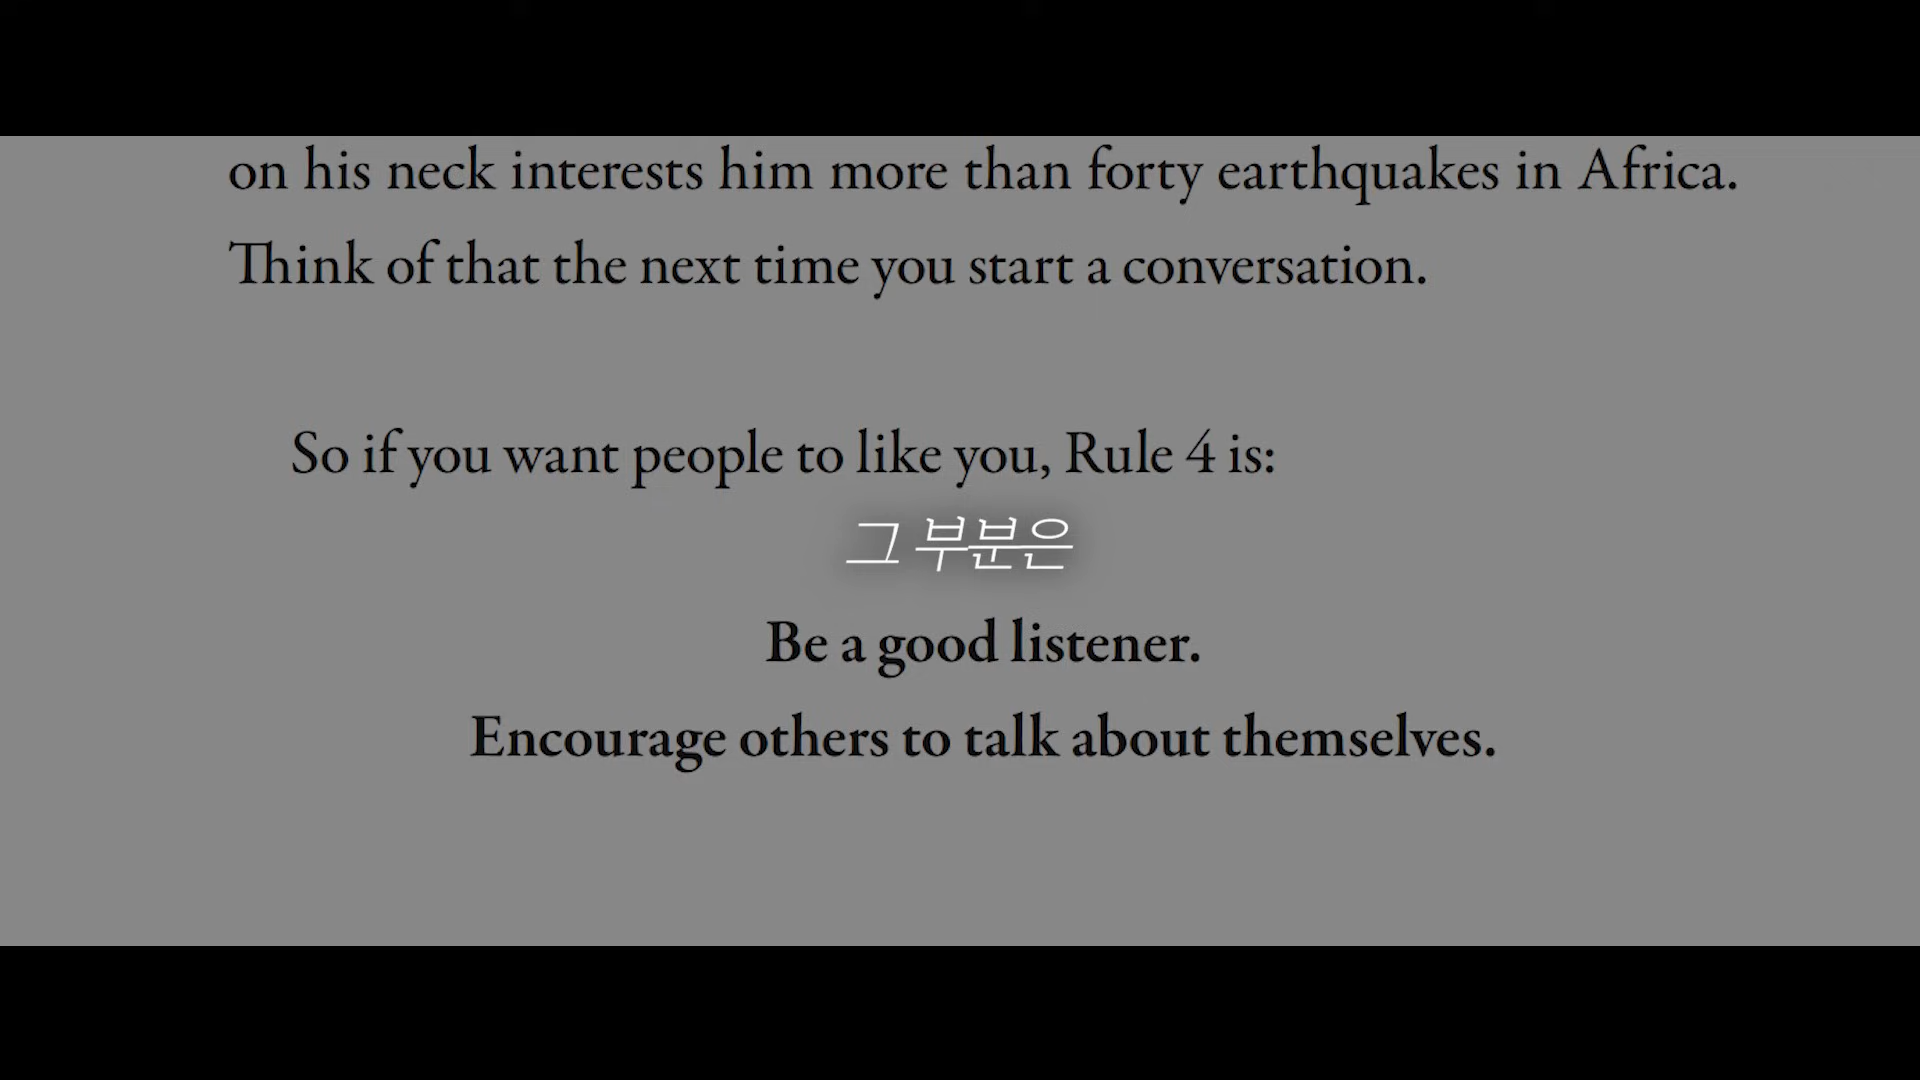 on his neck interests him more than forty earthquakes in Africa.
Think of that the next time you start a conversation.
So if you want people to like you, Rule 4 is:
그 부분은
Be a good listener.
Encourage others to talk about themselves.